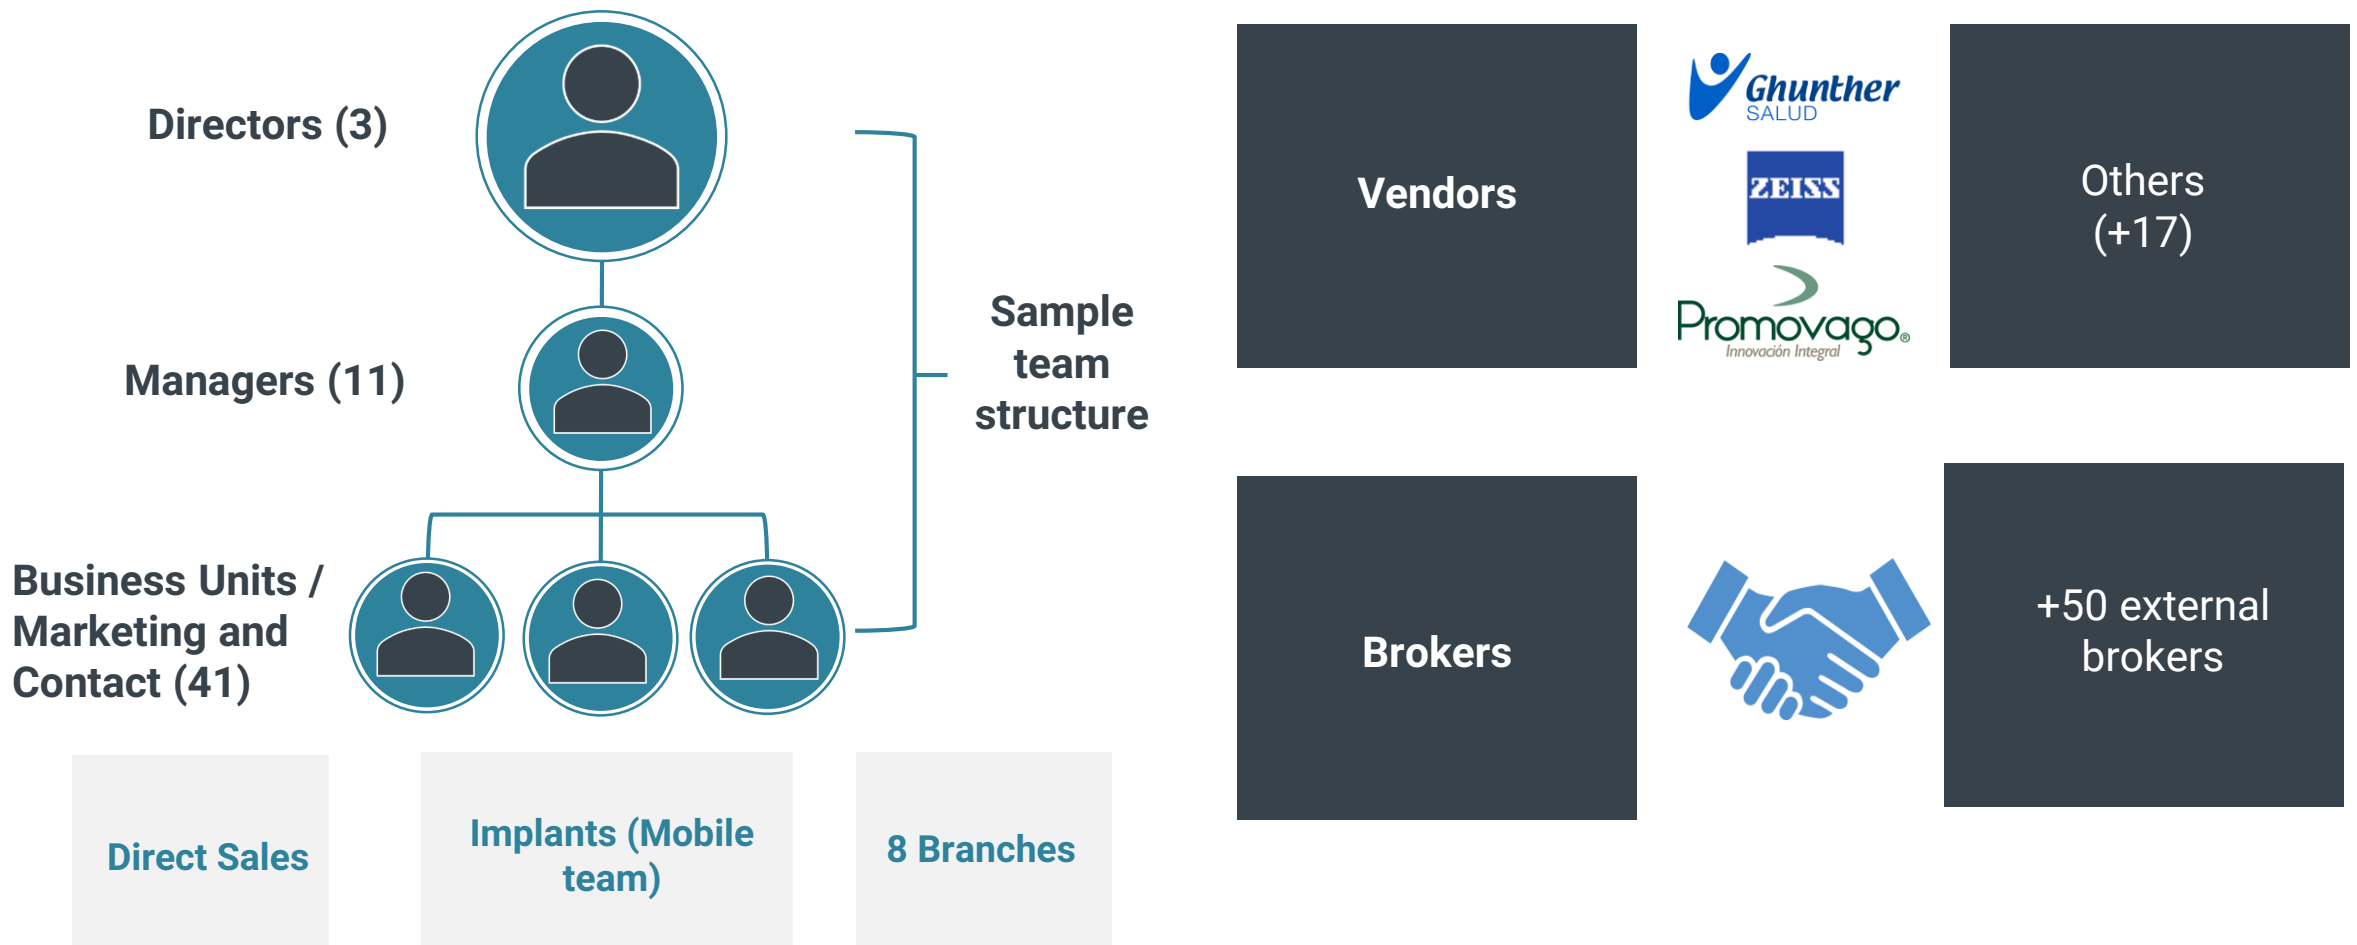 Directors (3)
Managers (11)
Business Units /
Marketing and
Contact (41)
Sample
team
structure
Direct Sales
Implants (Mobile
team)
8 Branches
Vendors
Ghunther
SALUD
ZEISS
Promovago®
Innovación Integral
Others
(+17)
Brokers
+50 external
brokers